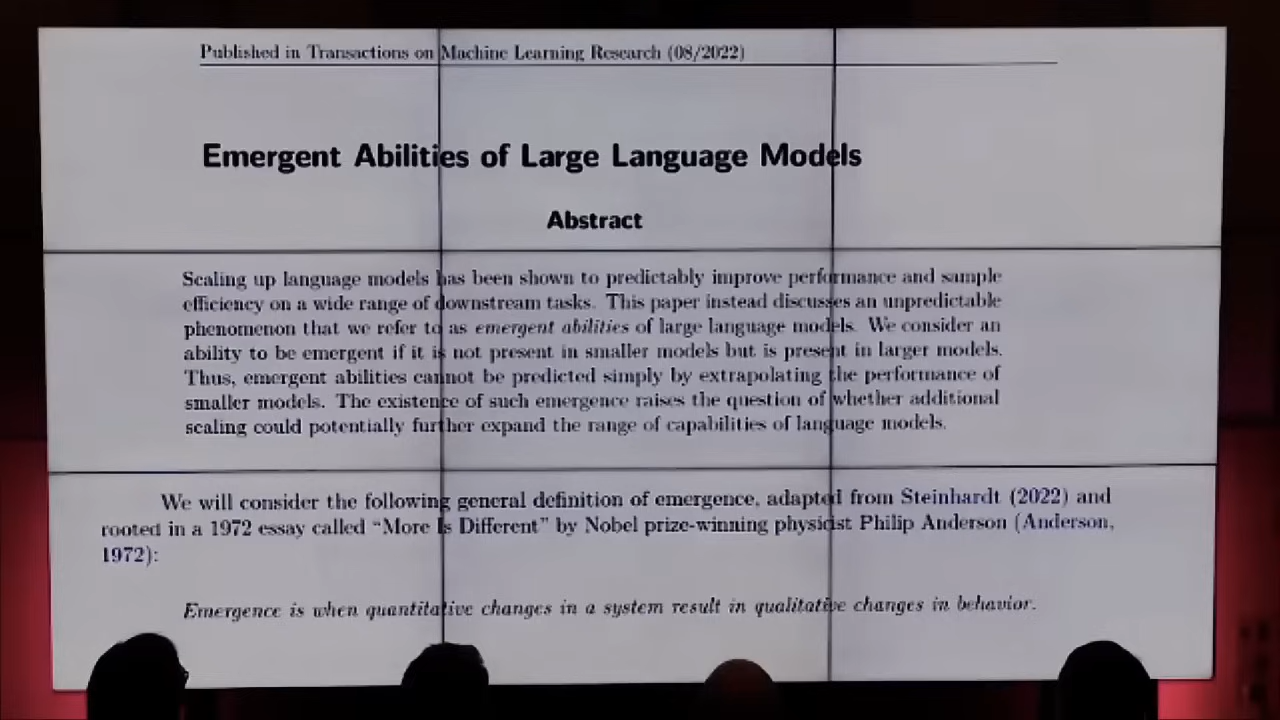 Published in Transactions on Machine Learning Research (08/2022)
Emergent Abilities of Large Language Models
Abstract
Scaling up language models has been shown to predictably improve performance and sample
efficiency on a wide range of downstream tasks. This paper instead discusses an unpredictable
phenomenon that we refer to as emergent abilities of large language models. We consider an
ability to be emergent if it is not present in smaller models but is present in larger models.
Thus, emergent abilities cannot be predicted simply by extrapolating the performance of
smaller models. The existence of such emergence raises the question of whether additional
scaling could potentially further expand the range of capabilities of language models.
We will consider the following general definition of emergence, adapted from Steinhardt (2022) and
rooted in a 1972 essay called “More Is Different” by Nobel prize-winning physicist Philip Anderson (Anderson,
1972):
Emergence is when quantitative changes in a system result in qualitative changes in behavior.